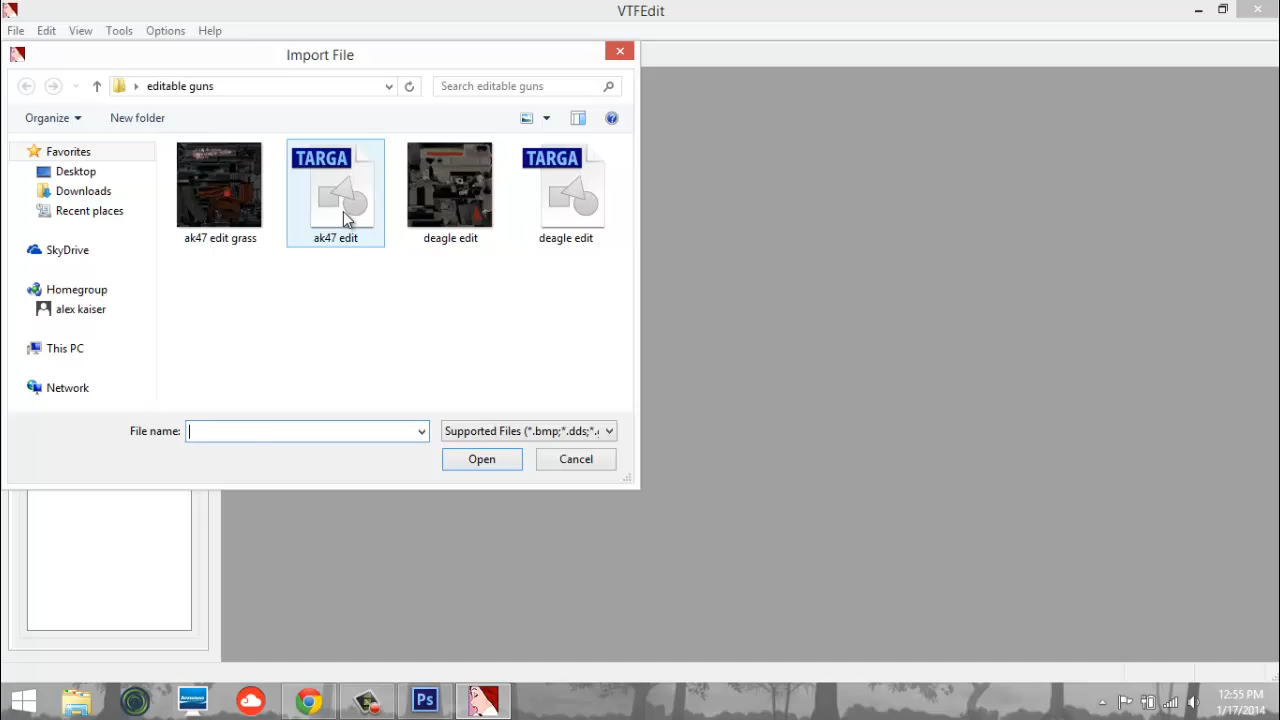 VTFEdit
File Edit View Tools Options Help
Import File
editable guns
Search editable guns
Organize New folder
Favorites
Desktop
Downloads
Recent places
SkyDrive
Homegroup
alex kaiser
This PC
Network
TARGA TARGA
ak47 edit grass ak47 edit deagle edit deagle edit
File name: Supported Files (*.bmp;*.dds;*.
Open Cancel
Ps
12:55 PM
1/17/2014